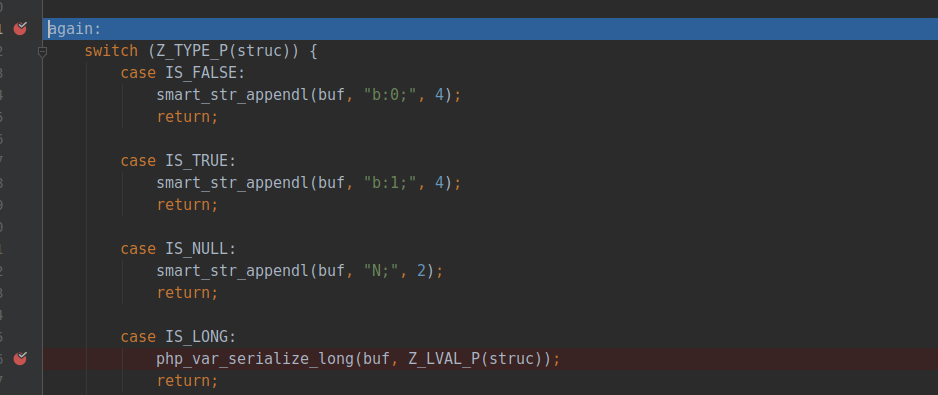 again:
switch (Z_TYPE_P(struc)) {
case IS_FALSE:
smart_str_appendl(buf, "b:0;", 4);
return;
case IS_TRUE:
smart_str_appendl(buf, "b:1;", 4);
return;
case IS_NULL:
smart_str_appendl(buf, "N;", 2);
return;
case IS_LONG:
php_var_serialize_long(buf, Z_LVAL_P(struc));
return;